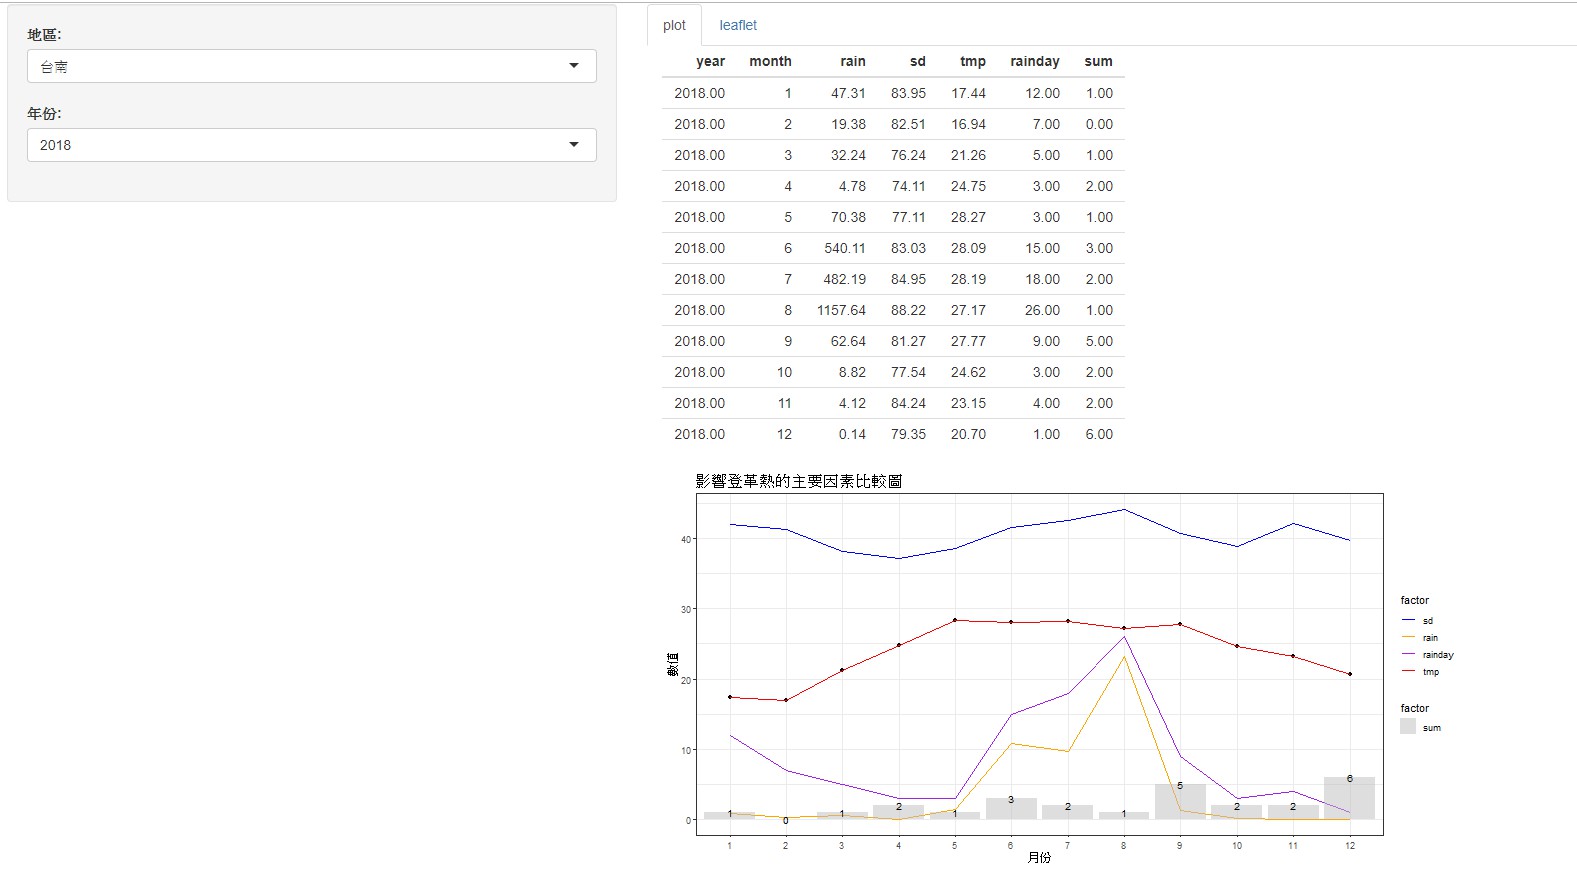 地區:
台南
年份:
2018
plot leaflet
year month rain sd tmp rainday sum
2018.00 1 47.31 83.95 17.44 12.00 1.00
2018.00 2 19.38 82.51 16.94 7.00 0.00
2018.00 3 32.24 76.24 21.26 5.00 1.00
2018.00 4 4.78 74.11 24.75 3.00 2.00
2018.00 5 70.38 77.11 28.27 3.00 1.00
2018.00 6 540.11 83.03 28.09 15.00 3.00
2018.00 7 482.19 84.95 28.19 18.00 2.00
2018.00 8 1157.64 88.22 27.17 26.00 1.00
2018.00 9 62.64 81.27 27.77 9.00 5.00
2018.00 10 8.82 77.54 24.62 3.00 2.00
2018.00 11 4.12 84.24 23.15 4.00 2.00
2018.00 12 0.14 79.35 20.70 1.00 6.00
影響登革熱的主要因素比較圖
數值
40
30
20
10
0
1 0 1 2 1 3 2 1 5 2 2 6
1 2 3 4 5 6 7 8 9 10 11 12
月份
factor
sd
rain
rainday
tmp
factor
sum